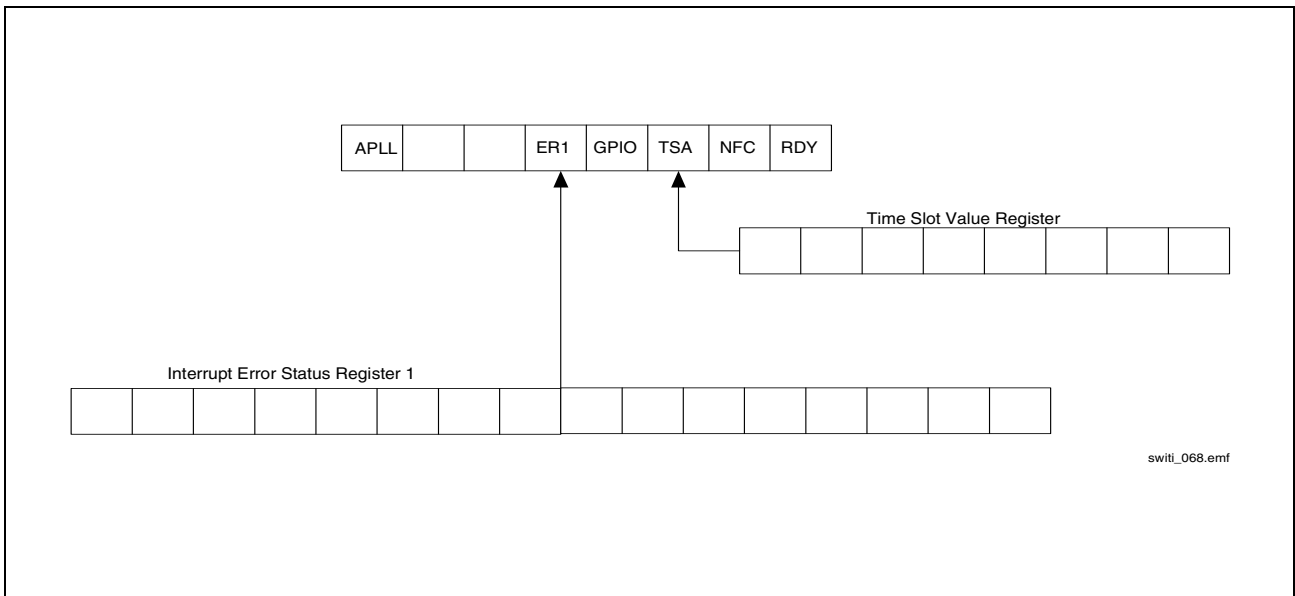 APLL ER1 GPIO TSA NFC RDY
Time Slot Value Register
Interrupt Error Status Register 1
switi_068.emf